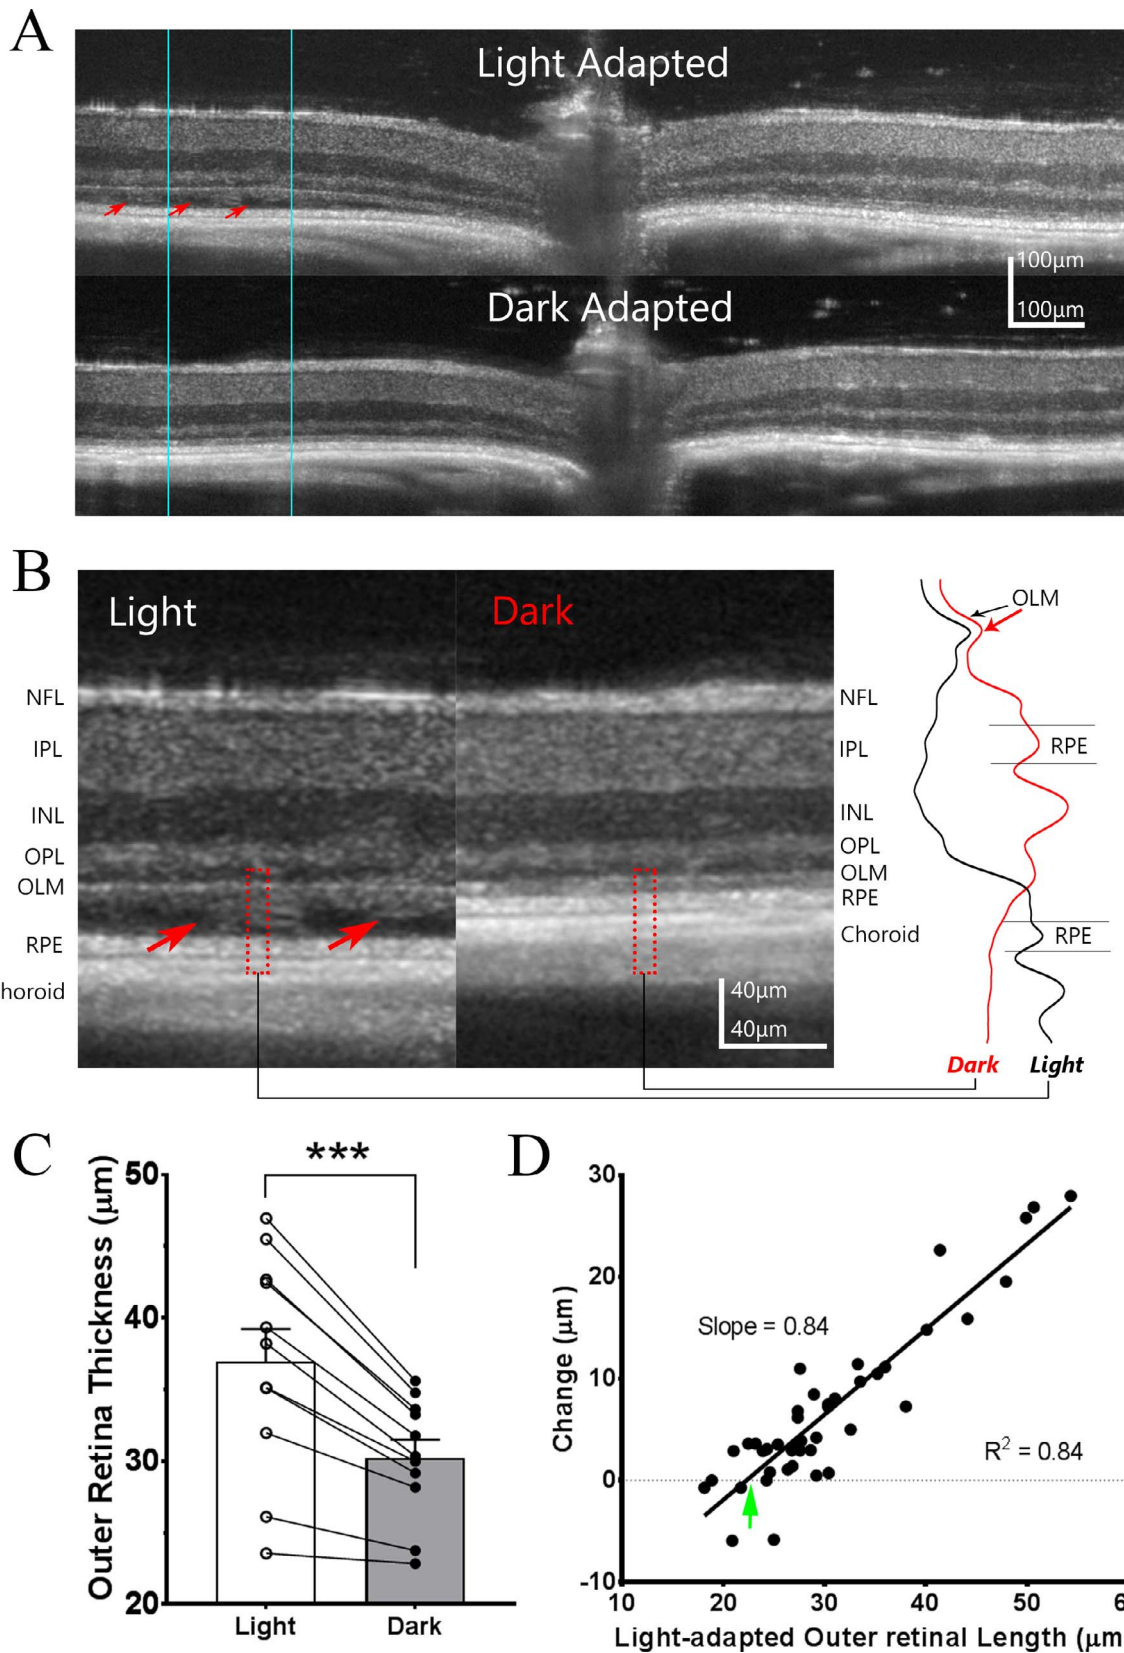 A
Light Adapted
100µm
100µm
Dark Adapted
B
Light
Dark
NFL
IPL
INL
OPL
OLM
RPE
horoid
NFL
IPL
INL
OPL
OLM
RPE
Choroid
40µm
40µm
OLM
RPE
RPE
Dark
Light
C
***
Outer Retina Thickness (µm)
50
40
30
20
Light
Dark
D
Change (µm)
30
20
10
0
-10
Slope = 0.84
R² = 0.84
10
20
30
40
50
6
Light-adapted Outer retinal Length (µm